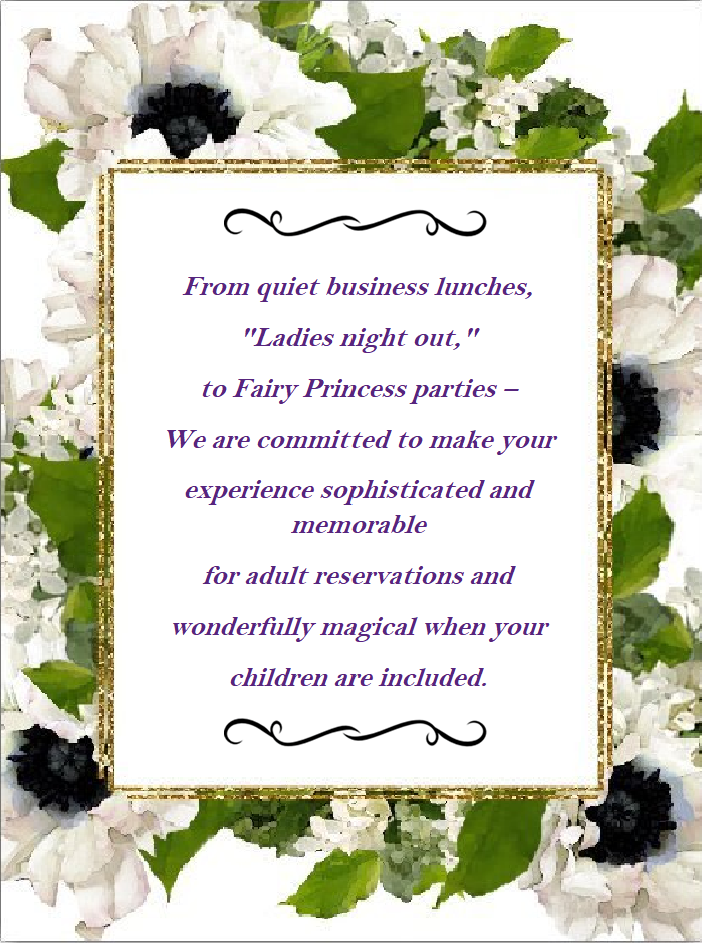 From quiet business lunches,
"Ladies night out,"
to Fairy Princess parties –
We are committed to make your
experience sophisticated and
memorable
for adult reservations and
wonderfully magical when your
children are included.